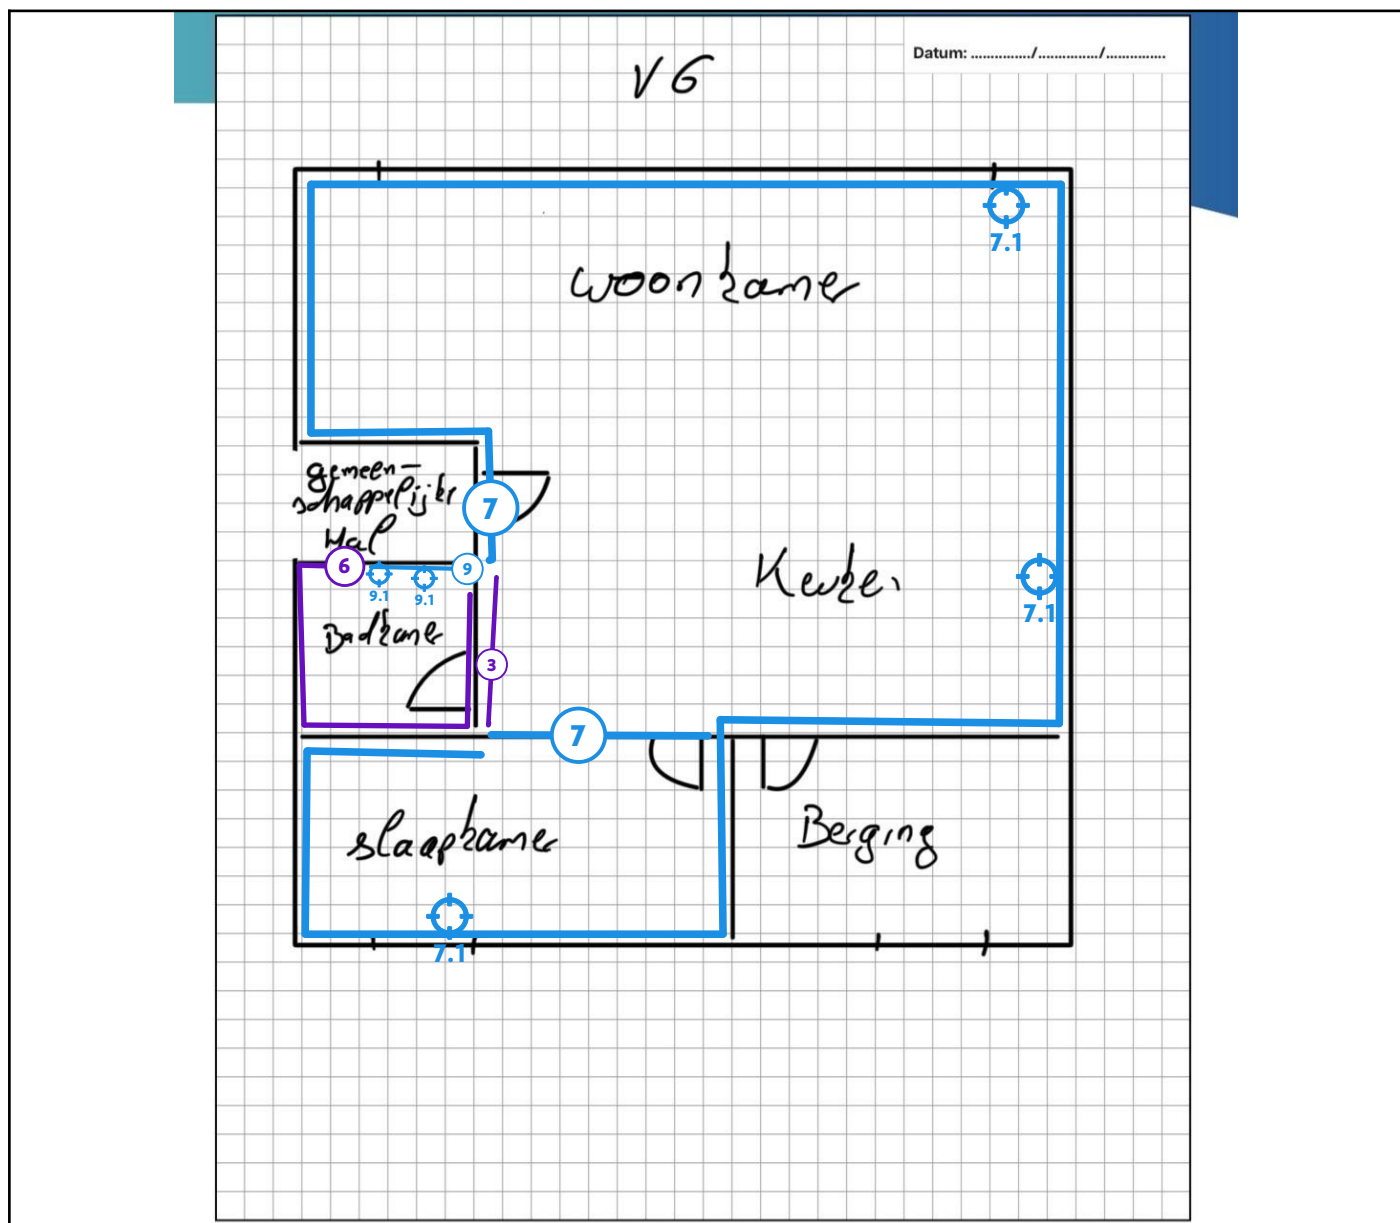 Datum: ............../............../..............
V6
7.1
woonkamer
gemeen-
schappelijke
Hal
7
6
9
9.1
9.1
Keuken
7.1
Badkamer
3
7
slaapkamer
Berging
7.1